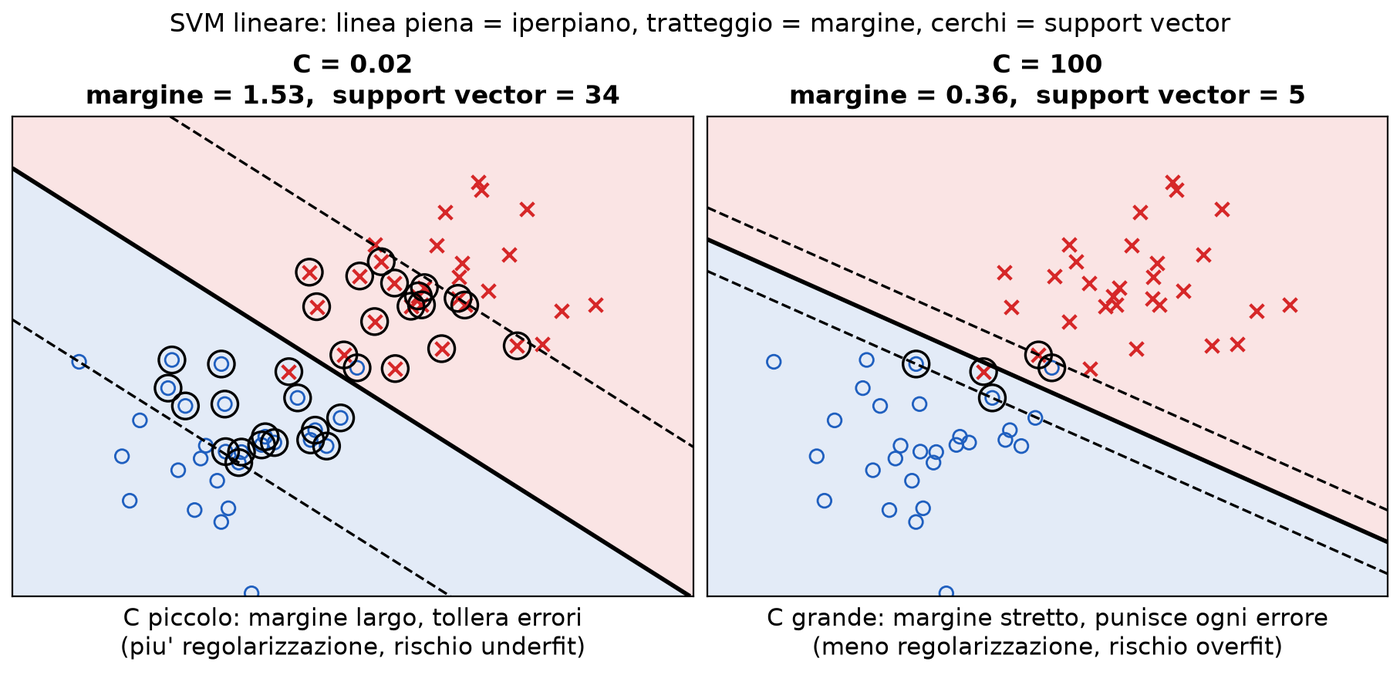 SVM lineare: linea piena = iperpiano, tratteggio = margine, cerchi = support vector
C = 0.02
margine = 1.53,  support vector = 34
C = 100
margine = 0.36,  support vector = 5
C piccolo: margine largo, tollera errori
(piu' regolarizzazione, rischio underfit)
C grande: margine stretto, punisce ogni errore
(meno regolarizzazione, rischio overfit)